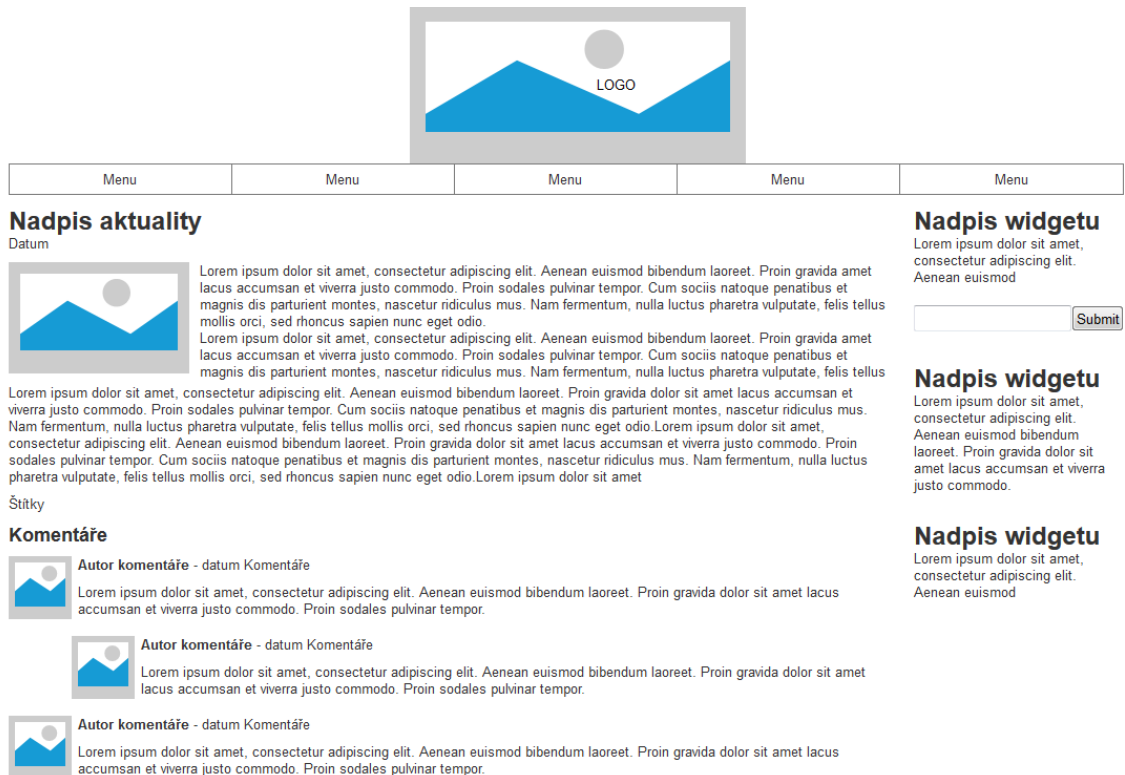 LOGO
Menu Menu Menu Menu Menu
Nadpis aktuality
Datum
Lorem ipsum dolor sit amet, consectetur adipiscing elit. Aenean euismod bibendum laoreet. Proin gravida amet
lacus accumsan et viverra justo commodo. Proin sodales pulvinar tempor. Cum sociis natoque penatibus et
magnis dis parturient montes, nascetur ridiculus mus. Nam fermentum, nulla luctus pharetra vulputate, felis tellus
mollis orci, sed rhoncus sapien nunc eget odio.
Lorem ipsum dolor sit amet, consectetur adipiscing elit. Aenean euismod bibendum laoreet. Proin gravida amet
lacus accumsan et viverra justo commodo. Proin sodales pulvinar tempor. Cum sociis natoque penatibus et
magnis dis parturient montes, nascetur ridiculus mus. Nam fermentum, nulla luctus pharetra vulputate, felis tellus
Lorem ipsum dolor sit amet, consectetur adipiscing elit. Aenean euismod bibendum laoreet. Proin gravida dolor sit amet lacus accumsan et
viverra justo commodo. Proin sodales pulvinar tempor. Cum sociis natoque penatibus et magnis dis parturient montes, nascetur ridiculus mus.
Nam fermentum, nulla luctus pharetra vulputate, felis tellus mollis orci, sed rhoncus sapien nunc eget odio.Lorem ipsum dolor sit amet,
consectetur adipiscing elit. Aenean euismod bibendum laoreet. Proin gravida dolor sit amet lacus accumsan et viverra justo commodo. Proin
sodales pulvinar tempor. Cum sociis natoque penatibus et magnis dis parturient montes, nascetur ridiculus mus. Nam fermentum, nulla luctus
pharetra vulputate, felis tellus mollis orci, sed rhoncus sapien nunc eget odio.Lorem ipsum dolor sit amet
Štítky
Komentáře
Autor komentáře - datum Komentáře
Lorem ipsum dolor sit amet, consectetur adipiscing elit. Aenean euismod bibendum laoreet. Proin gravida dolor sit amet lacus
accumsan et viverra justo commodo. Proin sodales pulvinar tempor.
Autor komentáře - datum Komentáře
Lorem ipsum dolor sit amet, consectetur adipiscing elit. Aenean euismod bibendum laoreet. Proin gravida dolor sit amet
lacus accumsan et viverra justo commodo. Proin sodales pulvinar tempor.
Autor komentáře - datum Komentáře
Lorem ipsum dolor sit amet, consectetur adipiscing elit. Aenean euismod bibendum laoreet. Proin gravida dolor sit amet lacus
accumsan et viverra justo commodo. Proin sodales pulvinar tempor.
Nadpis widgetu
Lorem ipsum dolor sit amet,
consectetur adipiscing elit.
Aenean euismod
Submit
Nadpis widgetu
Lorem ipsum dolor sit amet,
consectetur adipiscing elit.
Aenean euismod bibendum
laoreet. Proin gravida dolor sit
amet lacus accumsan et viverra
justo commodo.
Nadpis widgetu
Lorem ipsum dolor sit amet,
consectetur adipiscing elit.
Aenean euismod